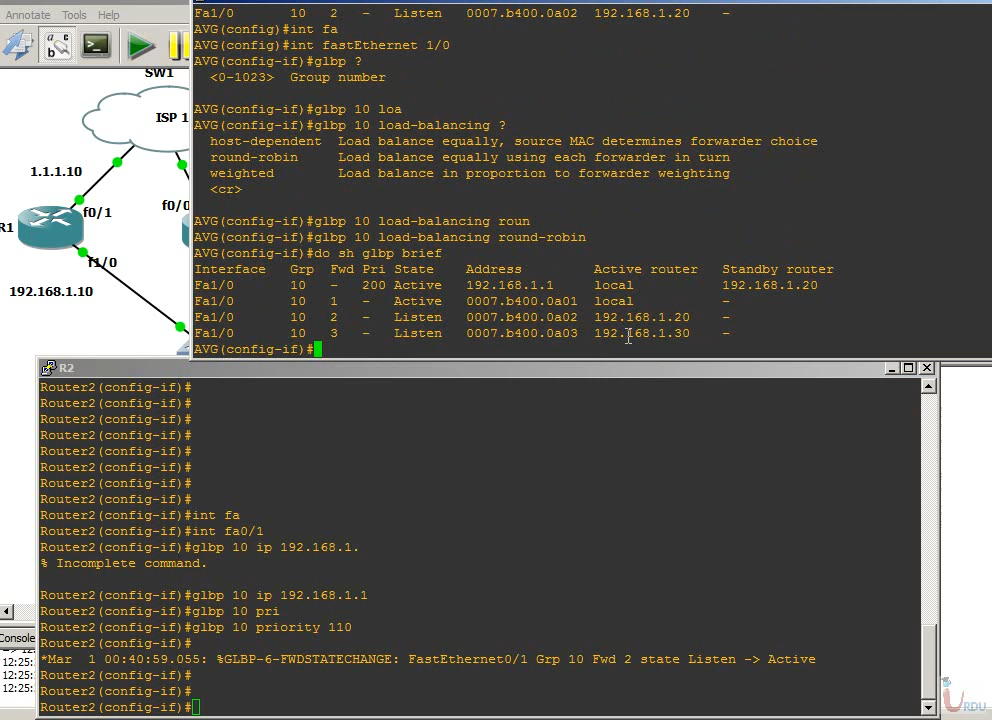 Annotate Tools Help
SW1
ISP 1
1.1.1.10
f0/1
f0/0
R1
f1/0
192.168.1.10
Fa1/0 10 2 - Listen 0007.b400.0a02 192.168.1.20 -
AVG(config)#int fa
AVG(config)#int fastEthernet 1/0
AVG(config-if)#glbp ?
<0-1023> Group number
AVG(config-if)#glbp 10 loa
AVG(config-if)#glbp 10 load-balancing ?
host-dependent Load balance equally, source MAC determines forwarder choice
round-robin Load balance equally using each forwarder in turn
weighted Load balance in proportion to forwarder weighting
<cr>
AVG(config-if)#glbp 10 load-balancing roun
AVG(config-if)#glbp 10 load-balancing round-robin
AVG(config-if)#do sh glbp brief
Interface Grp Fwd Pri State Address Active router Standby router
Fa1/0 10 - 200 Active 192.168.1.1 local 192.168.1.20
Fa1/0 10 1 - Active 0007.b400.0a01 local -
Fa1/0 10 2 - Listen 0007.b400.0a02 192.168.1.20 -
Fa1/0 10 3 - Listen 0007.b400.0a03 192.168.1.30 -
AVG(config-if)#
R2
Router2(config-if)#
Router2(config-if)#
Router2(config-if)#
Router2(config-if)#
Router2(config-if)#
Router2(config-if)#
Router2(config-if)#
Router2(config-if)#
Router2(config-if)#int fa
Router2(config-if)#int fa0/1
Router2(config-if)#glbp 10 ip 192.168.1.
% Incomplete command.
Router2(config-if)#glbp 10 ip 192.168.1.1
Router2(config-if)#glbp 10 pri
Router2(config-if)#glbp 10 priority 110
Router2(config-if)#
*Mar 1 00:40:59.055: %GLBP-6-FWDSTATECHANGE: FastEthernet0/1 Grp 10 Fwd 2 state Listen -> Active
Router2(config-if)#
Router2(config-if)#
Router2(config-if)#
Console
12:25:
12:25:
12:25:
URDU